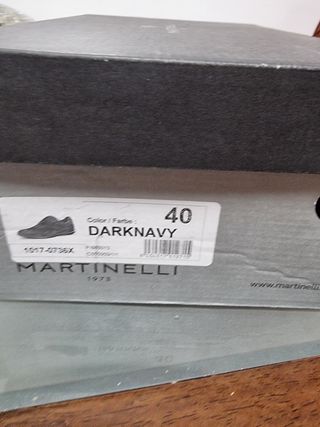 Color / Farbe :
40
DARKNAVY
1017-0736X
MARTINELLI
1975
www.martinelli